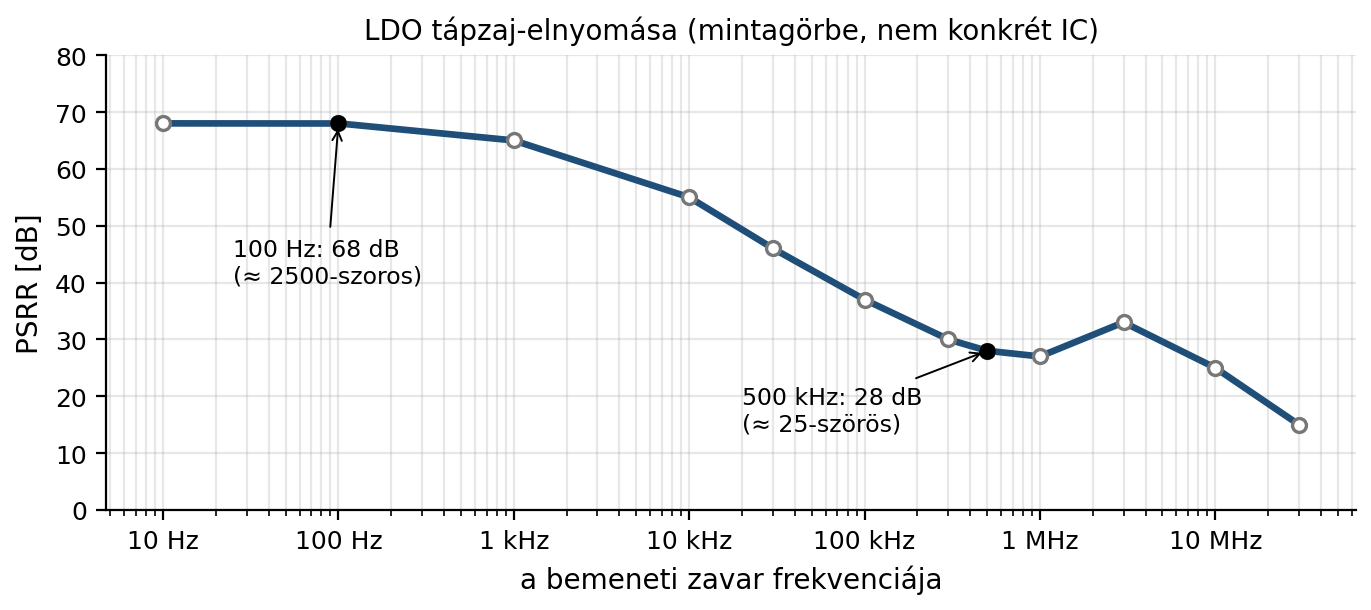 LDO tápzaj-elnyomása (mintagörbe, nem konkrét IC)
80
70
60
50
40
30
20
10
0
PSRR [dB]
100 Hz: 68 dB
(≈ 2500-szoros)
500 kHz: 28 dB
(≈ 25-szörös)
10 Hz
100 Hz
1 kHz
10 kHz
100 kHz
1 MHz
10 MHz
a bemeneti zavar frekvenciája